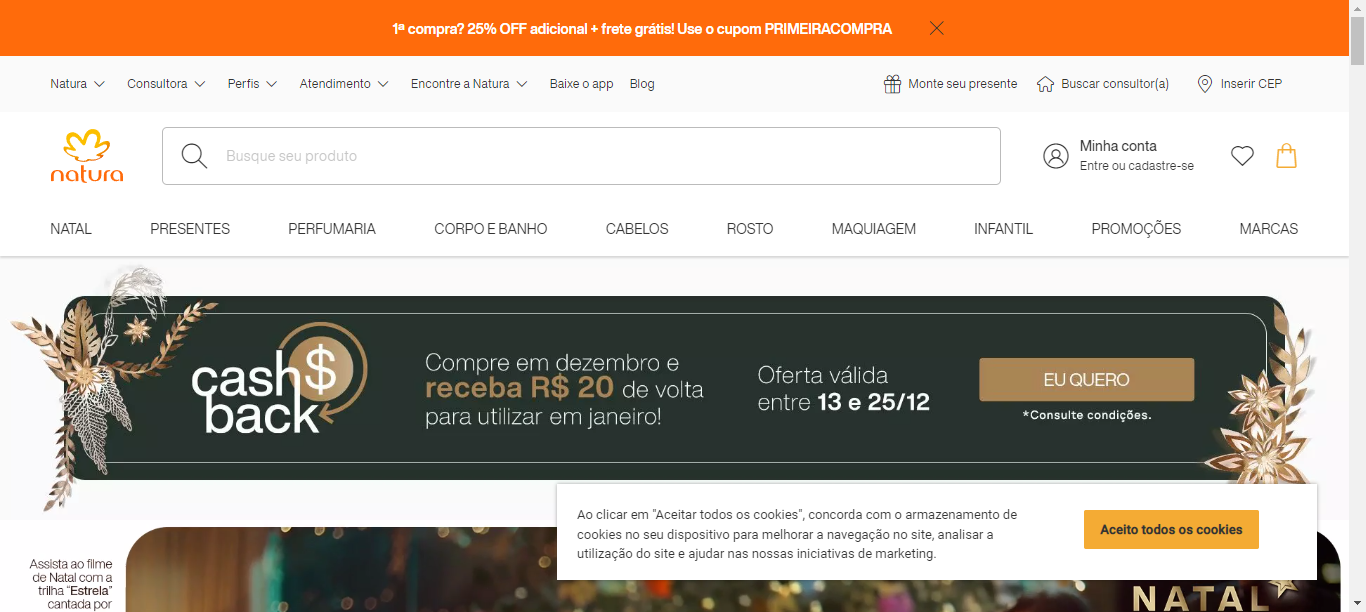 1ª compra? 25% OFF adicional + frete grátis! Use o cupom PRIMEIRACOMPRA
Natura Consultora Perfis Atendimento Encontre a Natura Baixe o app Blog Monte seu presente Buscar consultor(a) Inserir CEP
natura
Busque seu produto
Minha conta
Entre ou cadastre-se
NATAL PRESENTES PERFUMARIA CORPO E BANHO CABELOS ROSTO MAQUIAGEM INFANTIL PROMOÇÕES MARCAS
cash$
back
Compre em dezembro e
receba R$ 20 de volta
para utilizar em janeiro!
Oferta válida
entre 13 e 25/12
EU QUERO
*Consulte condições.
Ao clicar em "Aceitar todos os cookies", concorda com o armazenamento de
cookies no seu dispositivo para melhorar a navegação no site, analisar a
utilização do site e ajudar nas nossas iniciativas de marketing.
Aceito todos os cookies
Assista ao filme
de Natal com a
trilha “Estrela”
cantada por
NATAL